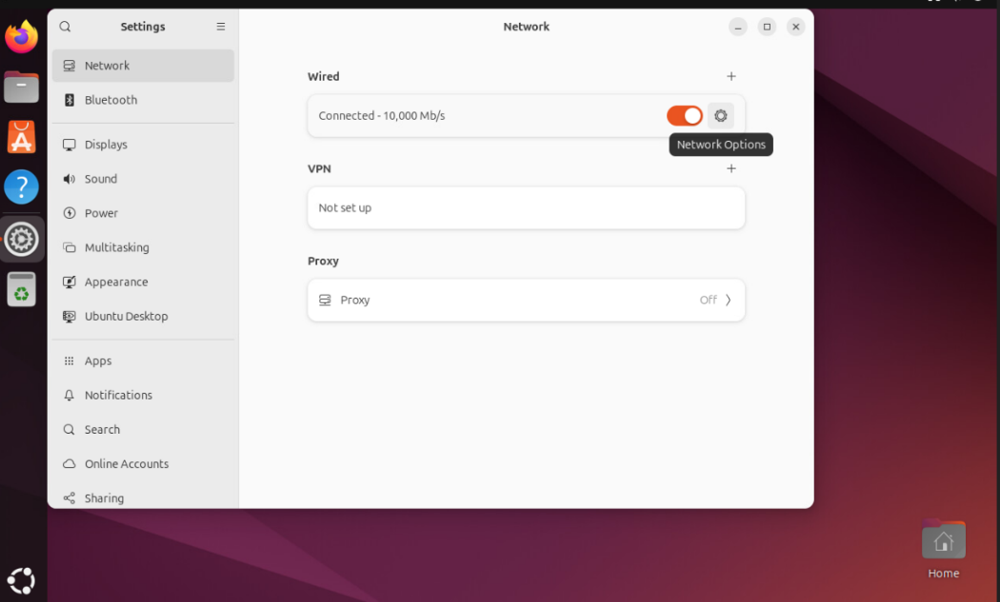 Settings
Network
Bluetooth
Displays
Sound
Power
Multitasking
Appearance
Ubuntu Desktop
Apps
Notifications
Search
Online Accounts
Sharing
Network
Wired
Connected - 10,000 Mb/s
Network Options
VPN
Not set up
Proxy
Proxy Off
Home